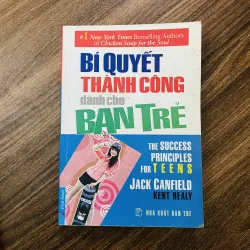 #1 New York Times Bestselling Authors
of Chicken Soup for the Soul
BÍ QUYẾT
THÀNH CÔNG
dành cho
BẠN TRẺ
THE SUCCESS
PRINCIPLES
FOR TEENS
JACK CANFIELD
KENT HEALY
NHÀ XUẤT BẢN TRẺ